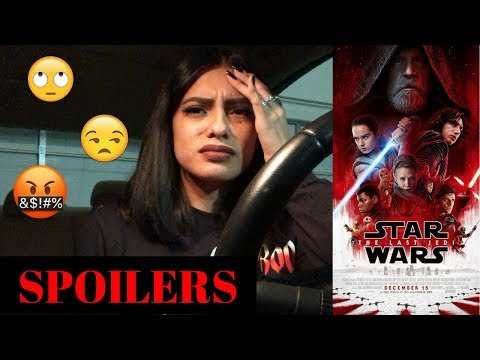 &$!#%
SPOILERS
STAR
THE LAST JEDI
WARS
DECEMBER 15